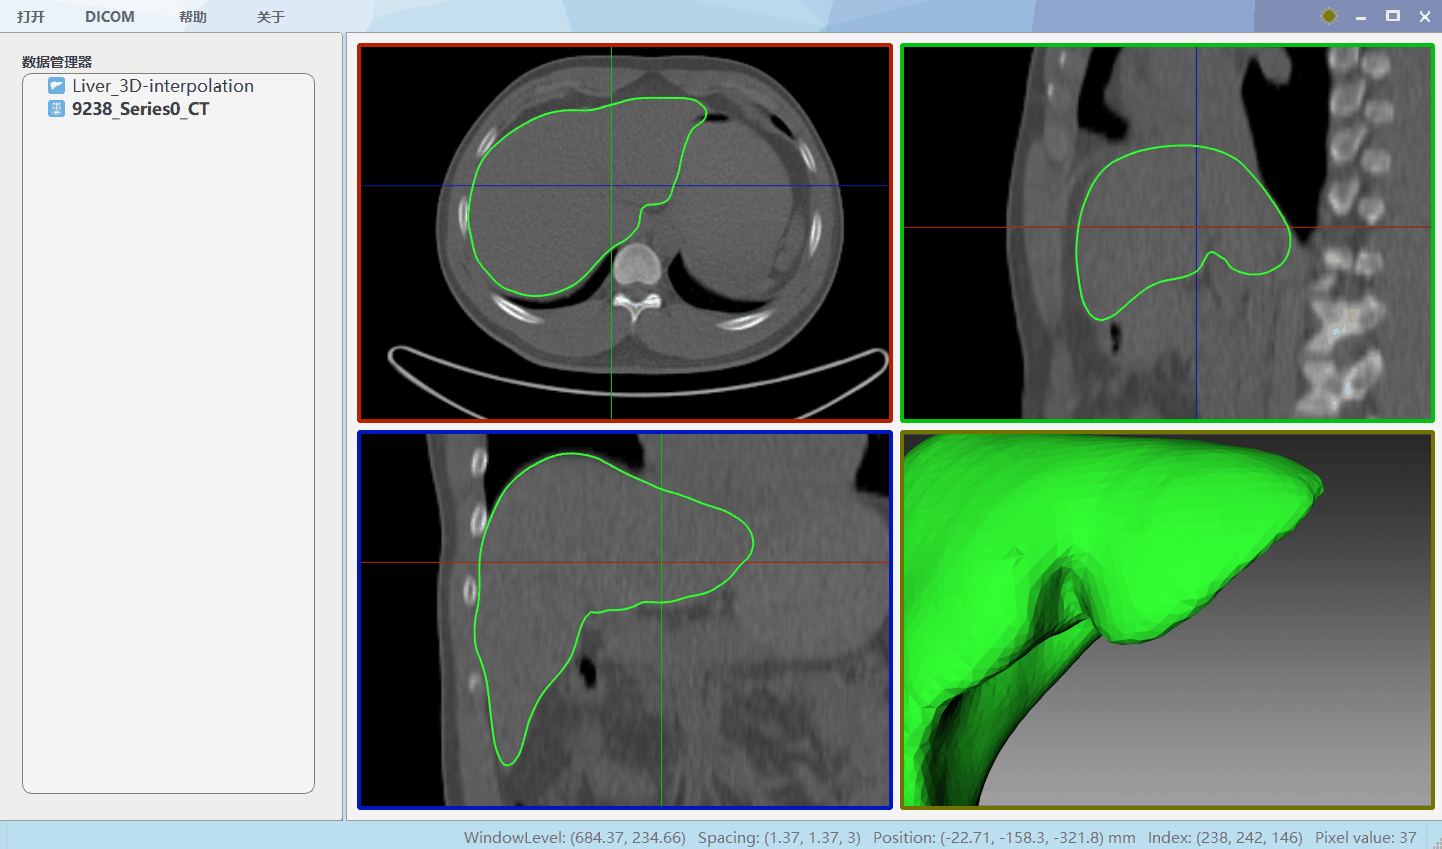 打开 DICOM 帮助 关于
数据管理器
Liver_3D-interpolation
9238_Series0_CT
WindowLevel: (684.37, 234.66) Spacing: (1.37, 1.37, 3) Position: (-22.71, -158.3, -321.8) mm Index: (238, 242, 146) Pixel value: 37